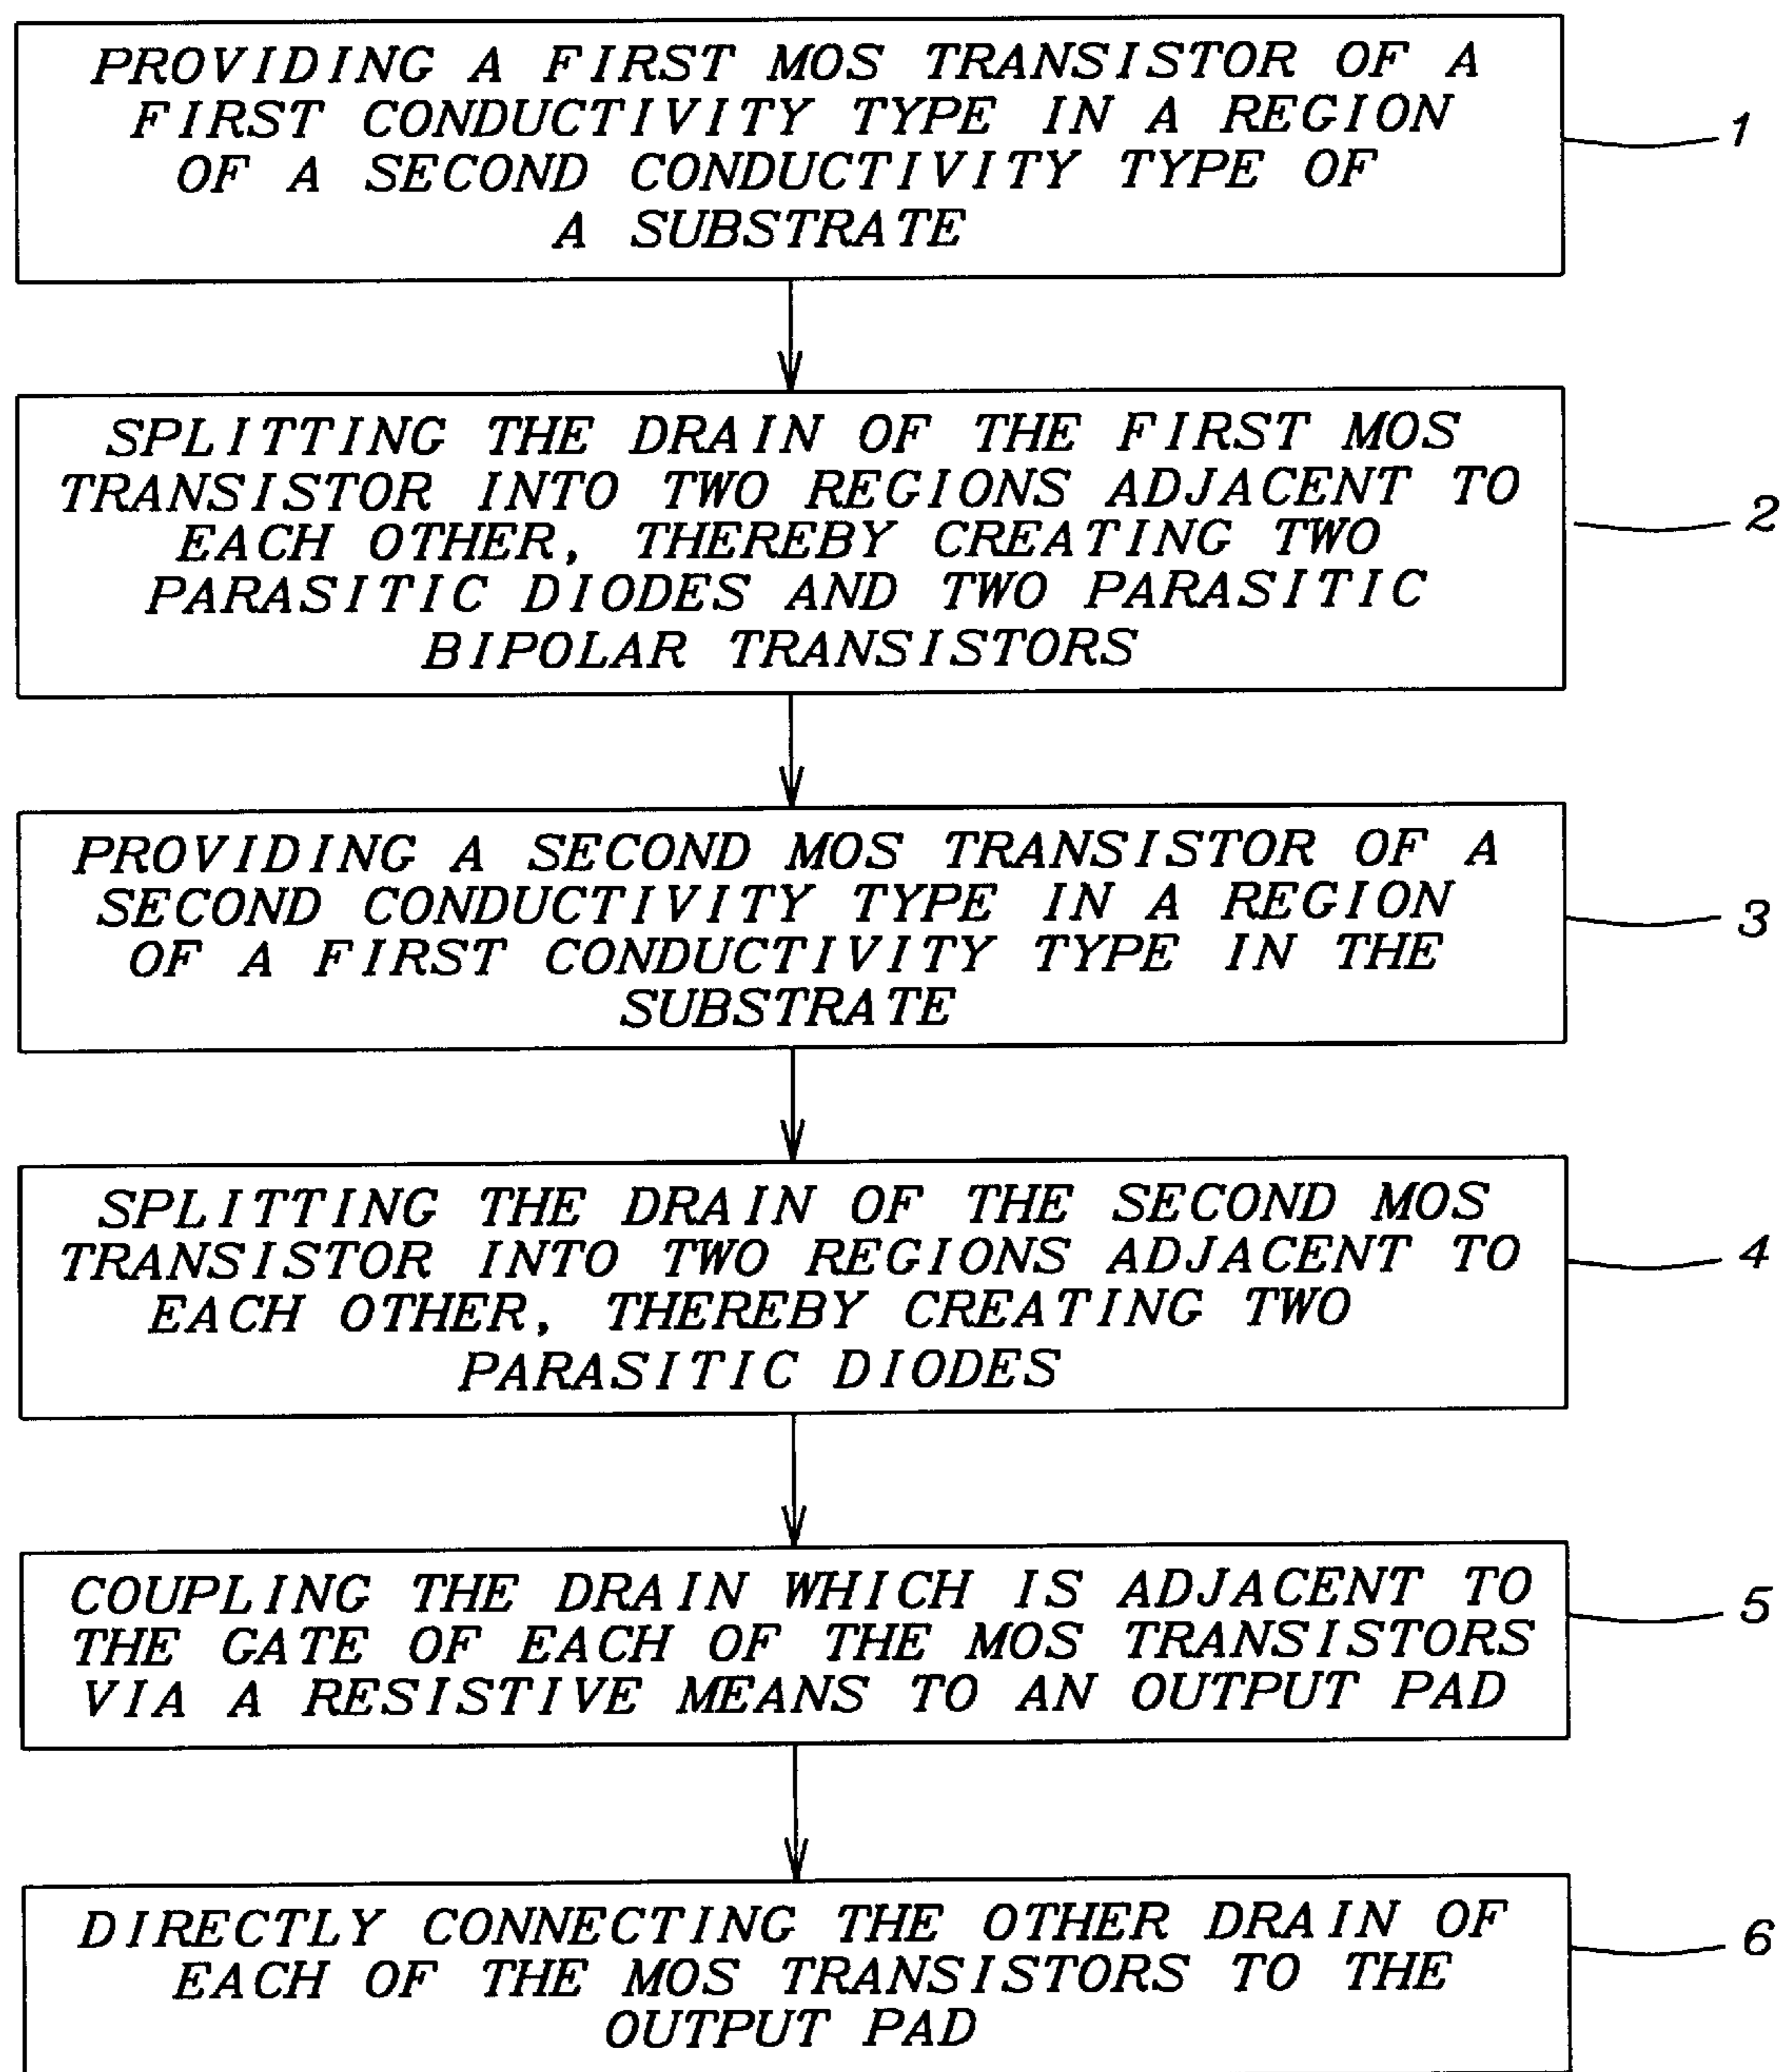 PROVIDING A FIRST MOS TRANSISTOR OF A
FIRST CONDUCTIVITY TYPE IN A REGION
OF A SECOND CONDUCTIVITY TYPE OF
A SUBSTRATE
1
SPLITTING THE DRAIN OF THE FIRST MOS
TRANSISTOR INTO TWO REGIONS ADJACENT TO
EACH OTHER, THEREBY CREATING TWO
PARASITIC DIODES AND TWO PARASITIC
BIPOLAR TRANSISTORS
2
PROVIDING A SECOND MOS TRANSISTOR OF A
SECOND CONDUCTIVITY TYPE IN A REGION
OF A FIRST CONDUCTIVITY TYPE IN THE
SUBSTRATE
3
SPLITTING THE DRAIN OF THE SECOND MOS
TRANSISTOR INTO TWO REGIONS ADJACENT TO
EACH OTHER, THEREBY CREATING TWO
PARASITIC DIODES
4
COUPLING THE DRAIN WHICH IS ADJACENT TO
THE GATE OF EACH OF THE MOS TRANSISTORS
VIA A RESISTIVE MEANS TO AN OUTPUT PAD
5
DIRECTLY CONNECTING THE OTHER DRAIN OF
EACH OF THE MOS TRANSISTORS TO THE
OUTPUT PAD
6